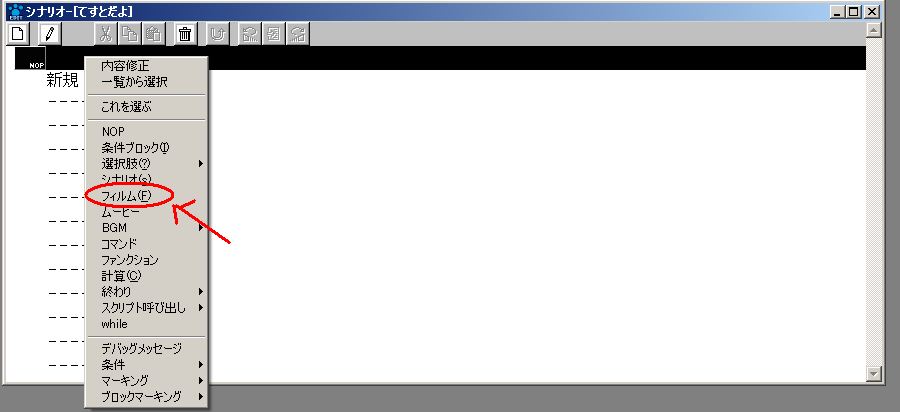 シナリオー[てすとだよ]
NOP
新規
内容修正
一覧から選択
これを選ぶ
NOP
条件ブロック(I)
選択肢(?)
シナリオ(s)
フィルム(F)
ムービー
BGM
コマンド
ファンクション
計算(C)
終わり
スクリプト呼び出し
while
デバッグメッセージ
条件
マーキング
ブロックマーキング